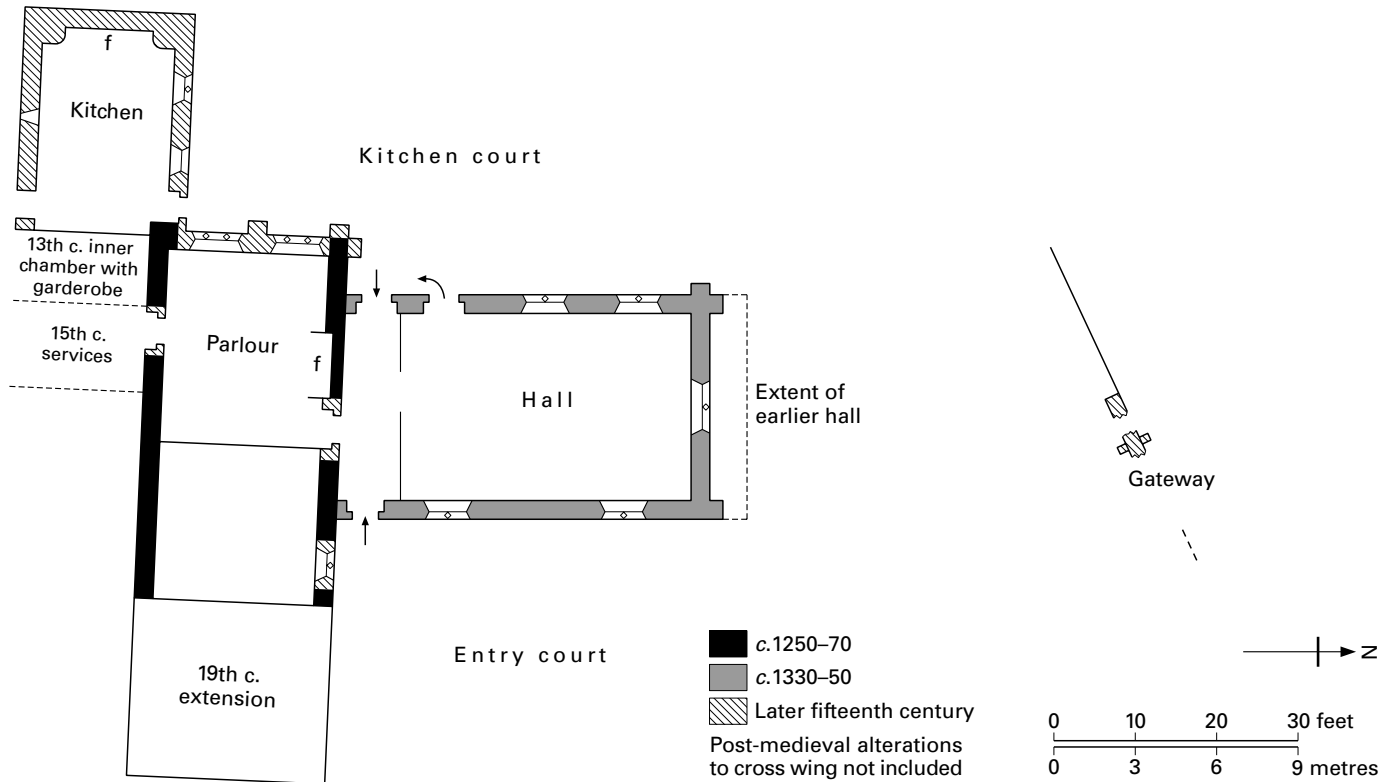 f
Kitchen
Kitchen court
13th c. inner
chamber with
garderobe
15th c.
services
Parlour
f
Hall
Extent of
earlier hall
Gateway
Entry court
19th c.
extension
c.1250–70
c.1330–50
Later fifteenth century
Post-medieval alterations
to cross wing not included
N
0 10 20 30 feet
0 3 6 9 metres